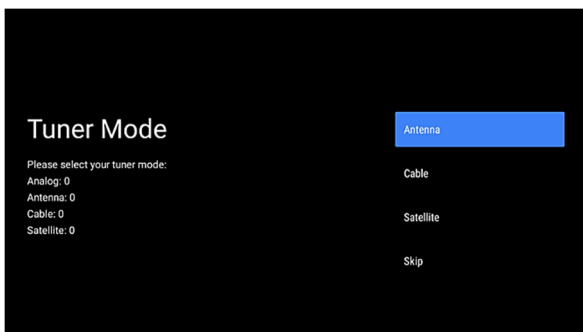 Tuner Mode
Please select your tuner mode:
Analog: 0
Antenna: 0
Cable: 0
Satellite: 0
Antenna
Cable
Satellite
Skip